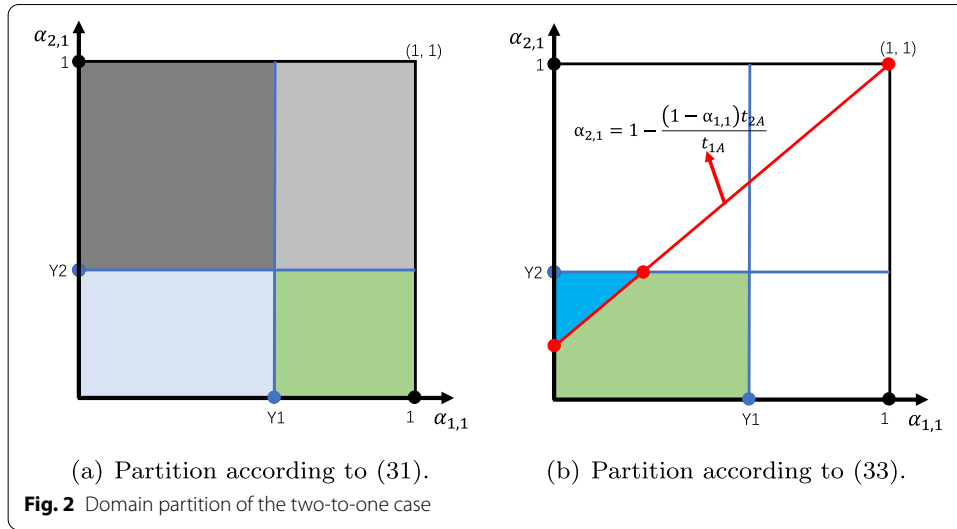 α2,1
(1, 1)
1
Y2
Y1
1
α1,1
(a) Partition according to (31).
α2,1
(1, 1)
1
α2,1 = 1 − (1 − α1,1)t2A / t1A
Y2
Y1
1
α1,1
(b) Partition according to (33).
Fig. 2 Domain partition of the two-to-one case